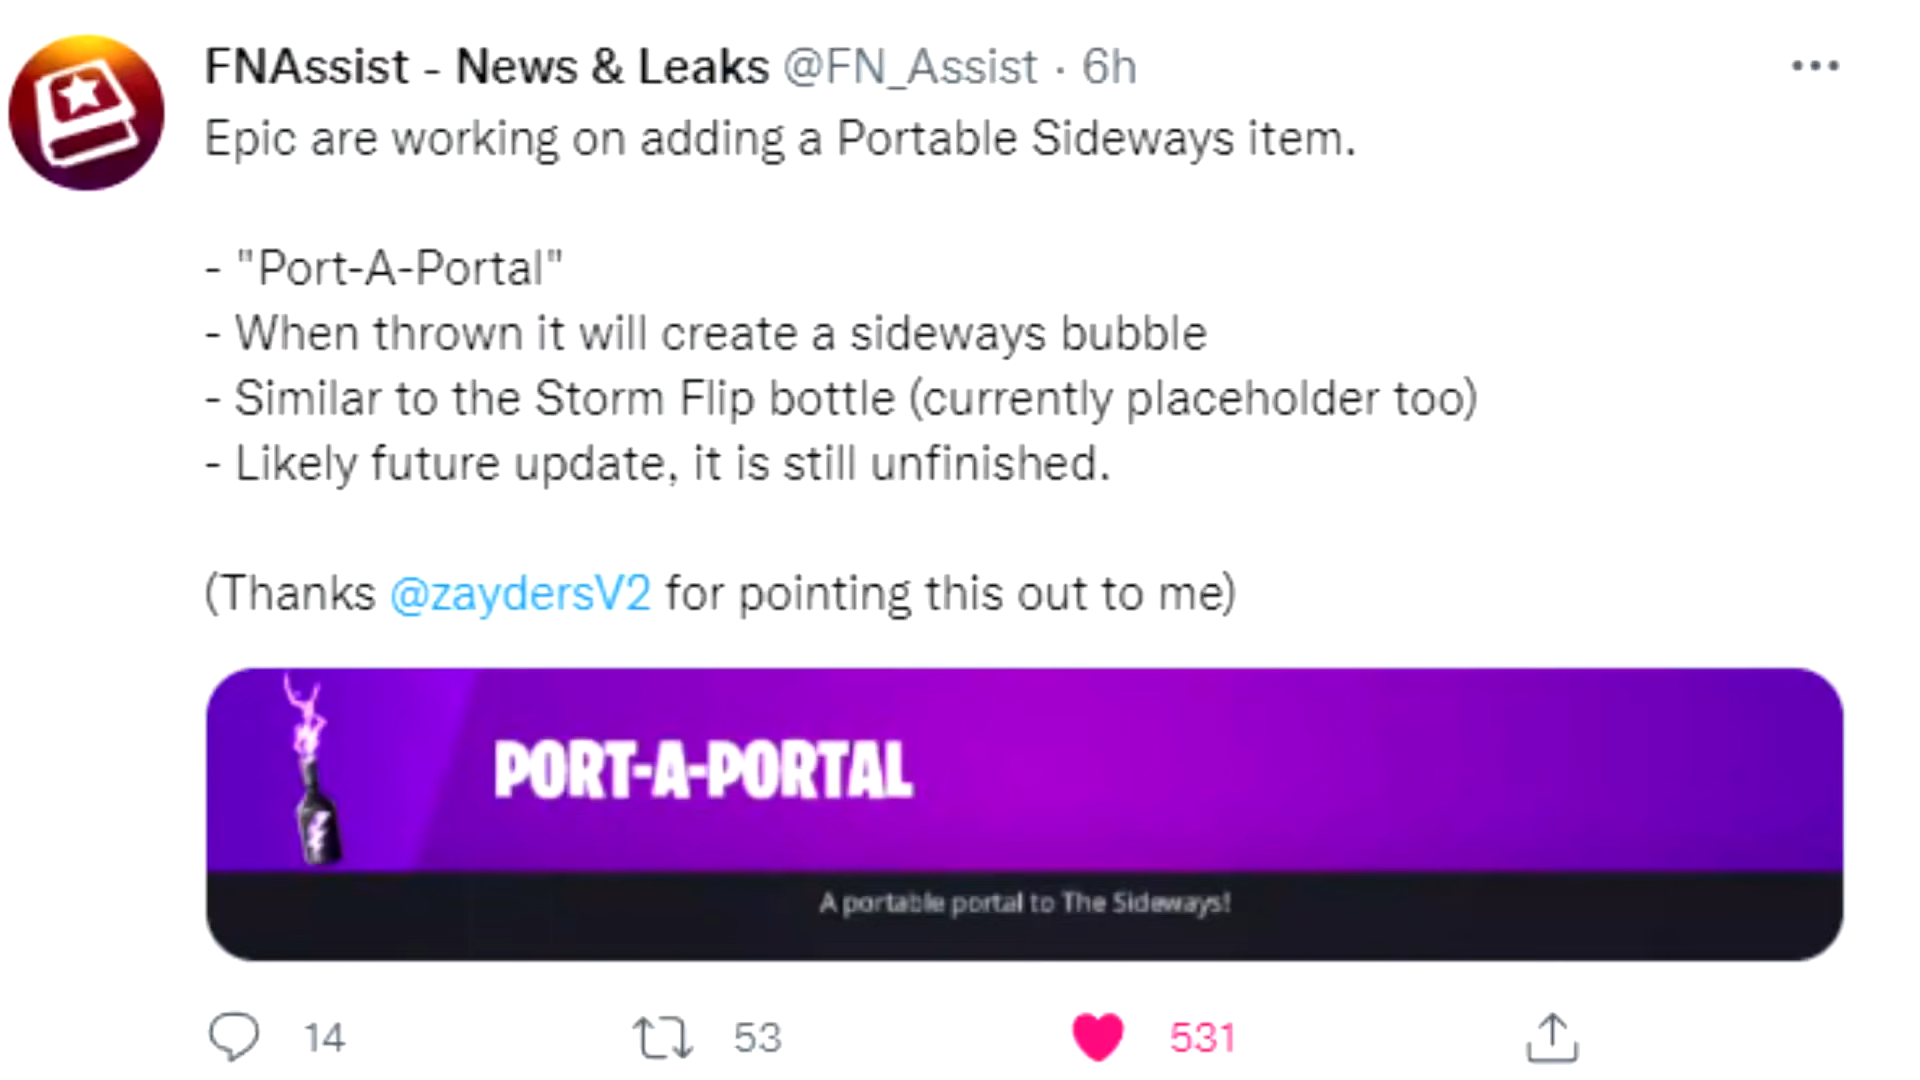 FNAssist - News & Leaks @FN_Assist · 6h
Epic are working on adding a Portable Sideways item.
- "Port-A-Portal"
- When thrown it will create a sideways bubble
- Similar to the Storm Flip bottle (currently placeholder too)
- Likely future update, it is still unfinished.
(Thanks @zaydersV2 for pointing this out to me)
PORT-A-PORTAL
A portable portal to The Sideways!
14 53 531